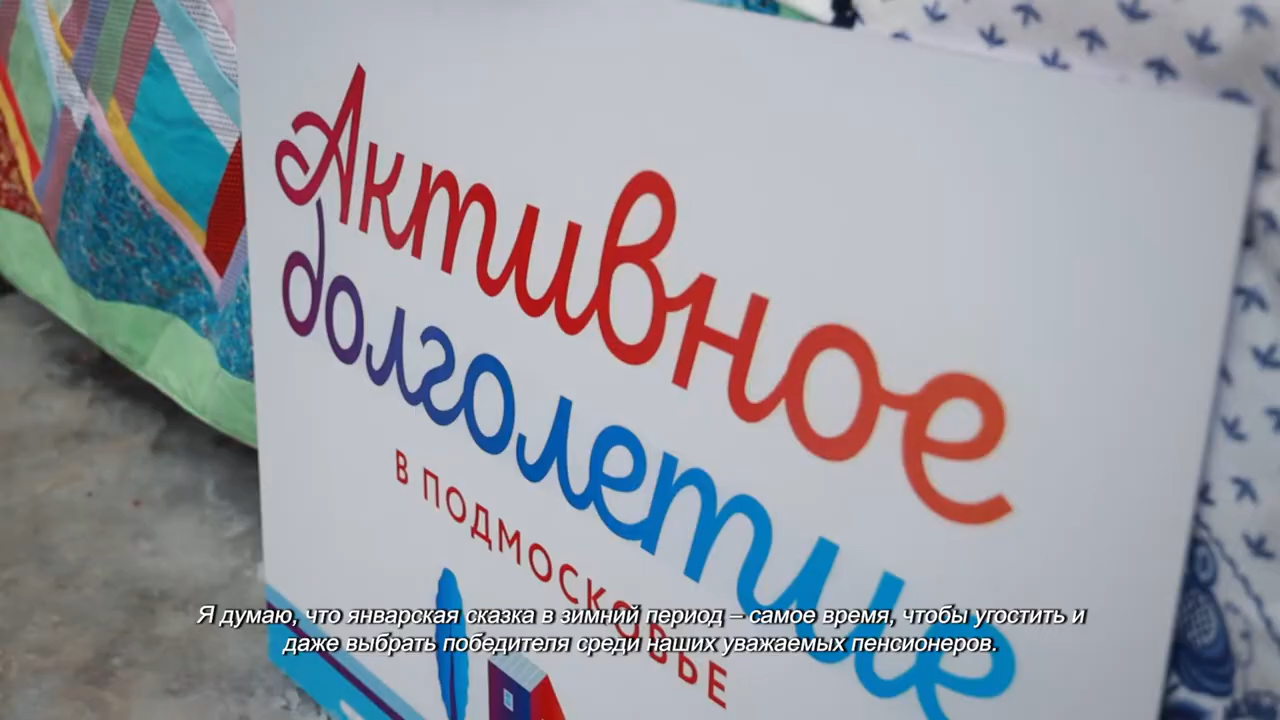 Активное
долголетие
В ПОДМОСКОВЬЕ
Я думаю, что январская сказка в зимний период – самое время, чтобы угостить и
даже выбрать победителя среди наших уважаемых пенсионеров.